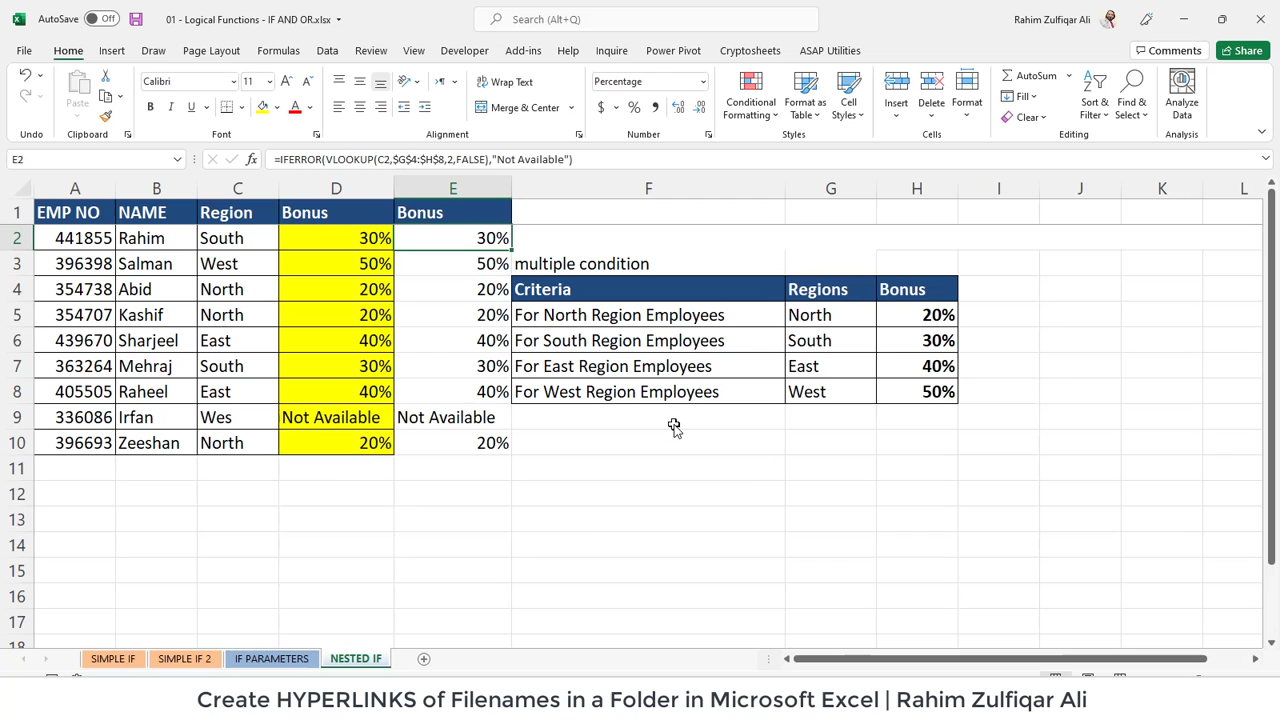 AutoSave Off 01 - Logical Functions - IF AND OR.xlsx Search (Alt+Q) Rahim Zulfiqar Ali
File Home Insert Draw Page Layout Formulas Data Review View Developer Add-ins Help Inquire Power Pivot Cryptosheets ASAP Utilities Comments Share
Paste Calibri 11 Wrap Text Merge & Center Percentage Conditional Formatting Format as Table Cell Styles Insert Delete Format AutoSum Fill Clear Sort & Filter Find & Select Analyze Data
Undo Clipboard Font Alignment Number Styles Cells Editing Analysis
E2 fx =IFERROR(VLOOKUP(C2,$G$4:$H$8,2,FALSE),"Not Available")
A B C D E F G H I J K L
1 EMP NO NAME Region Bonus Bonus
2 441855 Rahim South 30% 30%
3 396398 Salman West 50% 50% multiple condition
4 354738 Abid North 20% 20% Criteria Regions Bonus
5 354707 Kashif North 20% 20% For North Region Employees North 20%
6 439670 Sharjeel East 40% 40% For South Region Employees South 30%
7 363264 Mehraj South 30% 30% For East Region Employees East 40%
8 405505 Raheel East 40% 40% For West Region Employees West 50%
9 336086 Irfan Wes Not Available Not Available
10 396693 Zeeshan North 20% 20%
11
12
13
14
15
16
17
18
SIMPLE IF SIMPLE IF 2 IF PARAMETERS NESTED IF
Create HYPERLINKS of Filenames in a Folder in Microsoft Excel | Rahim Zulfiqar Ali